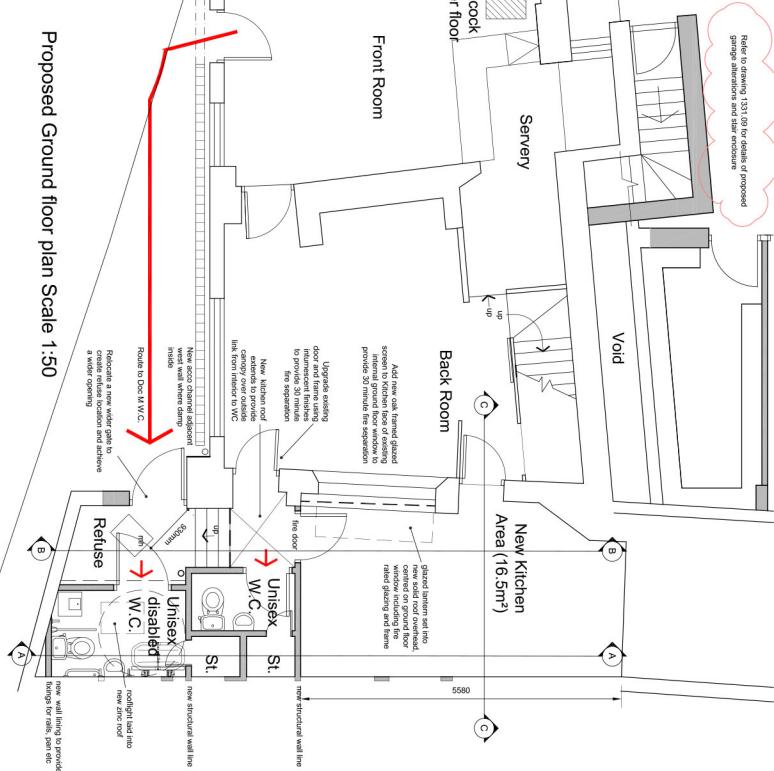 Refer to drawing 1331.09 for details of proposed
garage alterations and stair enclosure
cock
r floor
Front Room
Servery
Void
up
up
Back Room
Proposed Ground floor plan Scale 1:50
Add new oak framed glazed
screen to Kitchen face of existing
internal ground floor window to
provide 30 minute fire separation
Upgrade existing
door and frame using
intumescent finishes
to provide 30 minute
fire separation
New kitchen roof
extends to provide
canopy over outside
link from interior to WC
New acco channel adjacent
west wall where damp
inside
Route to Doc M W.C.
Relocate a new wider gate to
create refuse location and achieve
a wider opening
C
New Kitchen
Area (16.5m²)
fire door
up
930mm
mh
Refuse
B
B
glazed lantern set into
new solid roof overhead,
centred on ground floor
window including fire
rated glazing and frame
Unisex
W.C.
Unisex
disabled
W.C.
St.
St.
A
A
5580
C
rooflight laid into
new zinc roof
new structural wall line
new structural wall line
new wall lining to provide
fixings for rails, pan etc